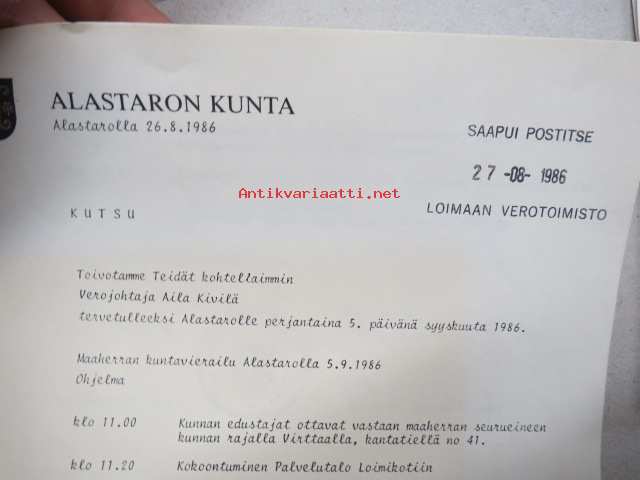 ALASTARON KUNTA
Alastarolla 26.8.1986
SAAPUI POSTITSE
27 -08- 1986
LOIMAAN VEROTOIMISTO
Antikvariaatti.net
KUTSU
Toivotamme Teidät kohteliaimmin
Verojohtaja Aila Kivilä
tervetulleeksi Alastarolle perjantaina 5. päivänä syyskuuta 1986.
Maaherran kuntavierailu Alastarolla 5.9.1986
Ohjelma
klo 11.00 Kunnan edustajat ottavat vastaan maaherran seurueineen
kunnan rajalla Virttaalla, kantatiellä no 41.
klo 11.20 Kokoontuminen Palvelutalo Loimikotiin